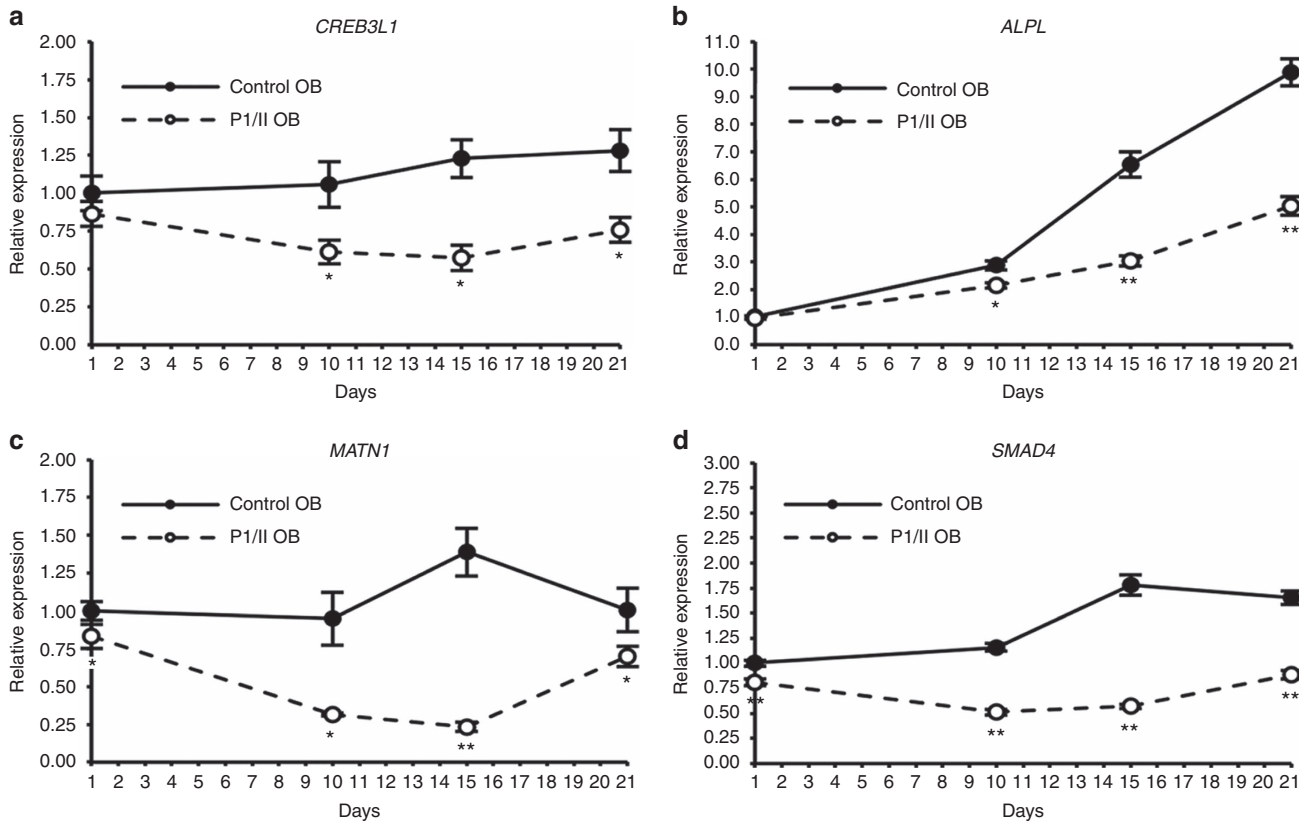 a
CREB3L1
2.00
1.75
1.50
1.25
1.00
0.75
0.50
0.25
0.00
Relative expression
Control OB
P1/II OB
*
*
*
1 2 3 4 5 6 7 8 9 10 11 12 13 14 15 16 17 18 19 20 21
Days
b
ALPL
11.0
10.0
9.0
8.0
7.0
6.0
5.0
4.0
3.0
2.0
1.0
0.0
Relative expression
Control OB
P1/II OB
*
**
**
1 2 3 4 5 6 7 8 9 10 11 12 13 14 15 16 17 18 19 20 21
Days
c
MATN1
2.00
1.75
1.50
1.25
1.00
0.75
0.50
0.25
0.00
Relative expression
Control OB
P1/II OB
*
*
**
*
1 2 3 4 5 6 7 8 9 10 11 12 13 14 15 16 17 18 19 20 21
Days
d
SMAD4
3.00
2.75
2.50
2.25
2.00
1.75
1.50
1.25
1.00
0.75
0.50
0.25
0.00
Relative expression
Control OB
P1/II OB
**
**
**
**
1 2 3 4 5 6 7 8 9 10 11 12 13 14 15 16 17 18 19 20 21
Days